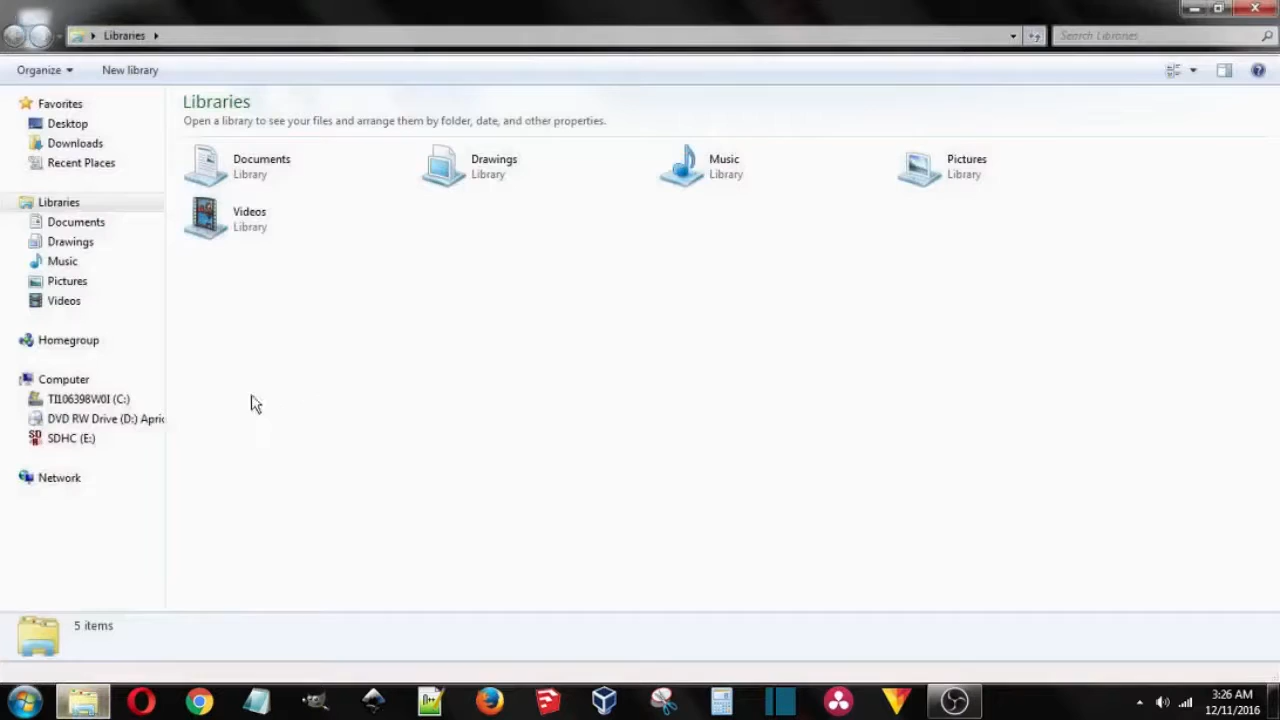 Libraries
Search Libraries
Organize
New library
Favorites
Desktop
Downloads
Recent Places
Libraries
Documents
Drawings
Music
Pictures
Videos
Homegroup
Computer
TI106398W0I (C:)
DVD RW Drive (D:) Apric
SDHC (E:)
Network
Libraries
Open a library to see your files and arrange them by folder, date, and other properties.
Documents
Library
Drawings
Library
Music
Library
Pictures
Library
Videos
Library
5 items
3:26 AM
12/11/2016